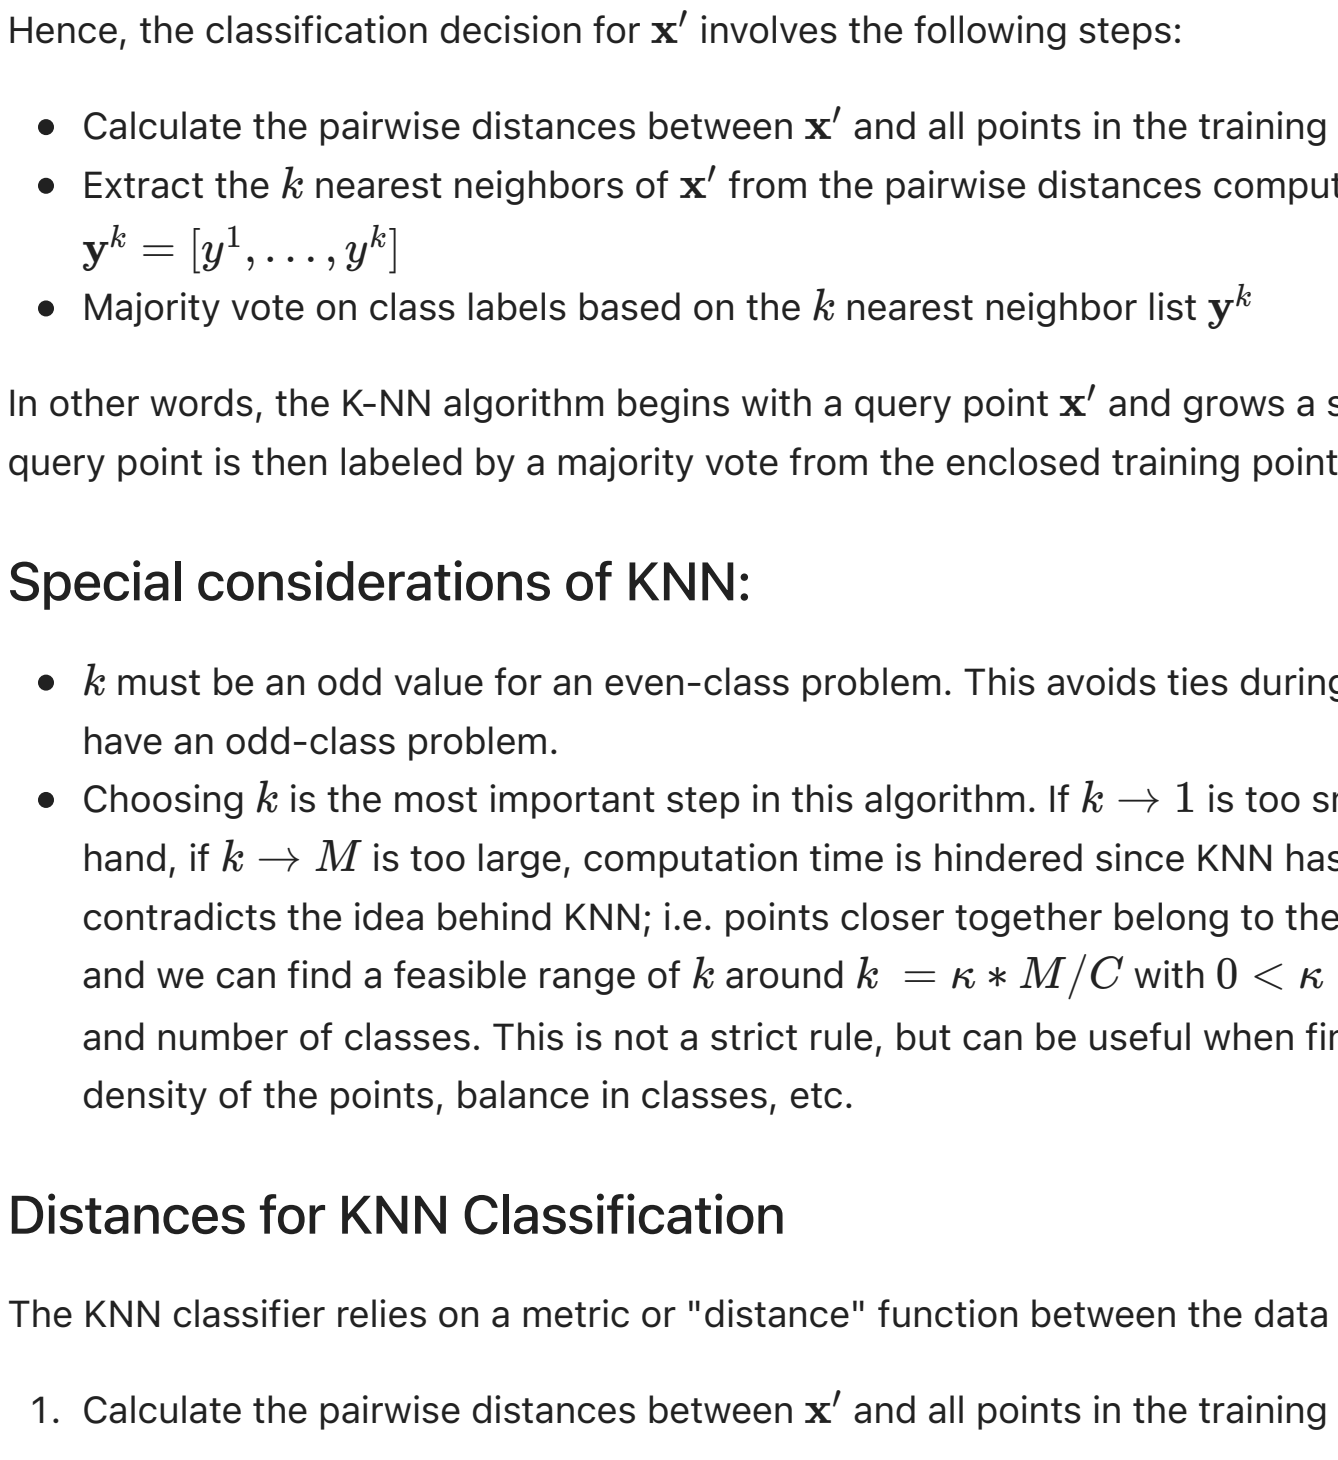 Hence, the classification decision for x′ involves the following steps:
• Calculate the pairwise distances between x′ and all points in the training
• Extract the k nearest neighbors of x′ from the pairwise distances
y^k = [y^1, . . . , y^k]
• Majority vote on class labels based on the k nearest neighbor list y^k
In other words, the K-NN algorithm begins with a query point x′ and grows a
query point is then labeled by a majority vote from the enclosed training point
Special considerations of KNN:
• k must be an odd value for an even-class problem. This avoids ties during
have an odd-class problem.
• Choosing k is the most important step in this algorithm. If k → 1 is too
hand, if k → M is too large, computation time is hindered since KNN has
contradicts the idea behind KNN; i.e. points closer together belong to the
and we can find a feasible range of k around k = κ * M/C with 0 < κ
and number of classes. This is not a strict rule, but can be useful when
density of the points, balance in classes, etc.
Distances for KNN Classification
The KNN classifier relies on a metric or "distance" function between the data
1. Calculate the pairwise distances between x′ and all points in the training